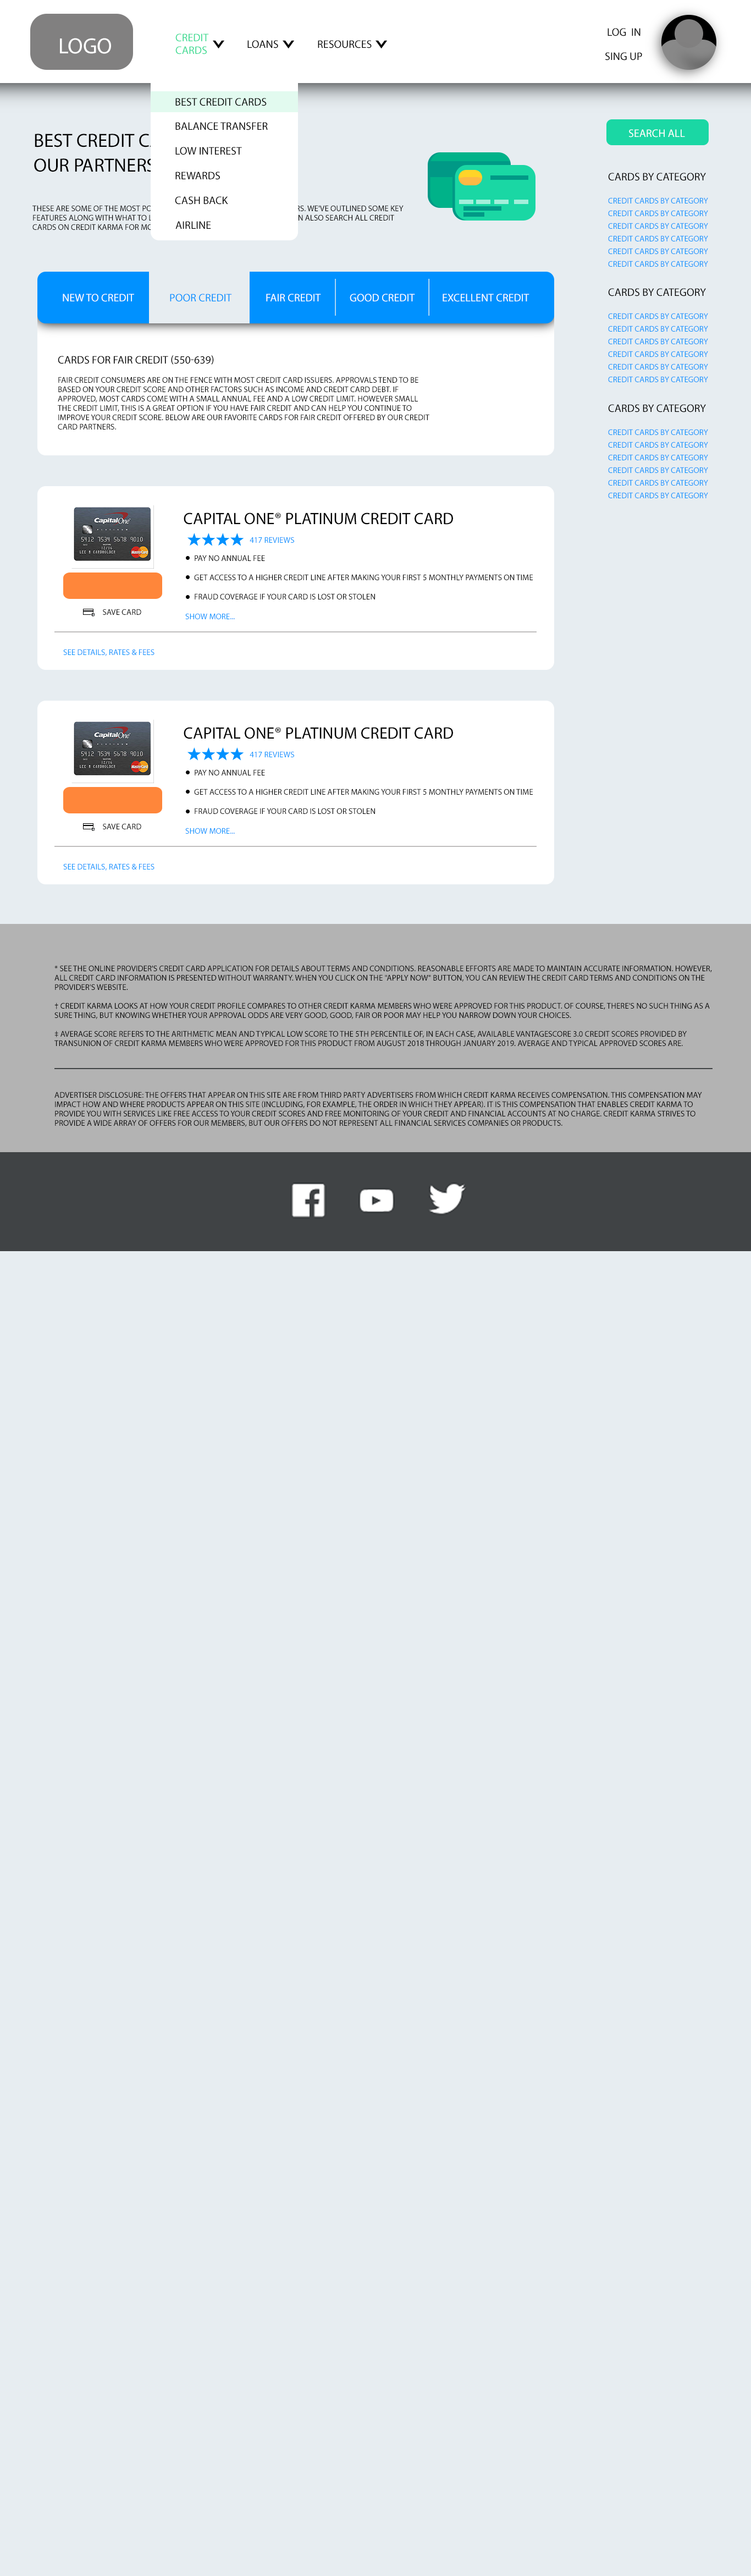 LOGO
CREDIT
CARDS
LOANS
RESOURCES
LOG IN
SING UP
BEST CREDIT CARDS
BALANCE TRANSFER
LOW INTEREST
REWARDS
CASH BACK
AIRLINE
BEST CREDIT CA
OUR PARTNERS
THESE ARE SOME OF THE MOST PO RS. WE'VE OUTLINED SOME KEY
FEATURES ALONG WITH WHAT TO L N ALSO SEARCH ALL CREDIT
CARDS ON CREDIT KARMA FOR MO
SEARCH ALL
CARDS BY CATEGORY
CREDIT CARDS BY CATEGORY
CREDIT CARDS BY CATEGORY
CREDIT CARDS BY CATEGORY
CREDIT CARDS BY CATEGORY
CREDIT CARDS BY CATEGORY
CREDIT CARDS BY CATEGORY
CARDS BY CATEGORY
CREDIT CARDS BY CATEGORY
CREDIT CARDS BY CATEGORY
CREDIT CARDS BY CATEGORY
CREDIT CARDS BY CATEGORY
CREDIT CARDS BY CATEGORY
CREDIT CARDS BY CATEGORY
CARDS BY CATEGORY
CREDIT CARDS BY CATEGORY
CREDIT CARDS BY CATEGORY
CREDIT CARDS BY CATEGORY
CREDIT CARDS BY CATEGORY
CREDIT CARDS BY CATEGORY
CREDIT CARDS BY CATEGORY
NEW TO CREDIT
POOR CREDIT
FAIR CREDIT
GOOD CREDIT
EXCELLENT CREDIT
CARDS FOR FAIR CREDIT (550-639)
FAIR CREDIT CONSUMERS ARE ON THE FENCE WITH MOST CREDIT CARD ISSUERS. APPROVALS TEND TO BE
BASED ON YOUR CREDIT SCORE AND OTHER FACTORS SUCH AS INCOME AND CREDIT CARD DEBT. IF
APPROVED, MOST CARDS COME WITH A SMALL ANNUAL FEE AND A LOW CREDIT LIMIT. HOWEVER SMALL
THE CREDIT LIMIT, THIS IS A GREAT OPTION IF YOU HAVE FAIR CREDIT AND CAN HELP YOU CONTINUE TO
IMPROVE YOUR CREDIT SCORE. BELOW ARE OUR FAVORITE CARDS FOR FAIR CREDIT OFFERED BY OUR CREDIT
CARD PARTNERS.
Capital One
5412 7534 5678 9010
LEE M CARDHOLDER
MasterCard
SAVE CARD
CAPITAL ONE® PLATINUM CREDIT CARD
417 REVIEWS
• PAY NO ANNUAL FEE
• GET ACCESS TO A HIGHER CREDIT LINE AFTER MAKING YOUR FIRST 5 MONTHLY PAYMENTS ON TIME
• FRAUD COVERAGE IF YOUR CARD IS LOST OR STOLEN
SHOW MORE...
SEE DETAILS, RATES & FEES
Capital One
5412 7534 5678 9010
LEE M CARDHOLDER
MasterCard
SAVE CARD
CAPITAL ONE® PLATINUM CREDIT CARD
417 REVIEWS
• PAY NO ANNUAL FEE
• GET ACCESS TO A HIGHER CREDIT LINE AFTER MAKING YOUR FIRST 5 MONTHLY PAYMENTS ON TIME
• FRAUD COVERAGE IF YOUR CARD IS LOST OR STOLEN
SHOW MORE...
SEE DETAILS, RATES & FEES
* SEE THE ONLINE PROVIDER'S CREDIT CARD APPLICATION FOR DETAILS ABOUT TERMS AND CONDITIONS. REASONABLE EFFORTS ARE MADE TO MAINTAIN ACCURATE INFORMATION. HOWEVER,
ALL CREDIT CARD INFORMATION IS PRESENTED WITHOUT WARRANTY. WHEN YOU CLICK ON THE "APPLY NOW" BUTTON, YOU CAN REVIEW THE CREDIT CARD TERMS AND CONDITIONS ON THE
PROVIDER'S WEBSITE.
† CREDIT KARMA LOOKS AT HOW YOUR CREDIT PROFILE COMPARES TO OTHER CREDIT KARMA MEMBERS WHO WERE APPROVED FOR THIS PRODUCT. OF COURSE, THERE'S NO SUCH THING AS A
SURE THING, BUT KNOWING WHETHER YOUR APPROVAL ODDS ARE VERY GOOD, GOOD, FAIR OR POOR MAY HELP YOU NARROW DOWN YOUR CHOICES.
‡ AVERAGE SCORE REFERS TO THE ARITHMETIC MEAN AND TYPICAL LOW SCORE TO THE 5TH PERCENTILE OF, IN EACH CASE, AVAILABLE VANTAGESCORE 3.0 CREDIT SCORES PROVIDED BY
TRANSUNION OF CREDIT KARMA MEMBERS WHO WERE APPROVED FOR THIS PRODUCT FROM AUGUST 2018 THROUGH JANUARY 2019. AVERAGE AND TYPICAL APPROVED SCORES ARE.
ADVERTISER DISCLOSURE: THE OFFERS THAT APPEAR ON THIS SITE ARE FROM THIRD PARTY ADVERTISERS FROM WHICH CREDIT KARMA RECEIVES COMPENSATION. THIS COMPENSATION MAY
IMPACT HOW AND WHERE PRODUCTS APPEAR ON THIS SITE (INCLUDING, FOR EXAMPLE, THE ORDER IN WHICH THEY APPEAR). IT IS THIS COMPENSATION THAT ENABLES CREDIT KARMA TO
PROVIDE YOU WITH SERVICES LIKE FREE ACCESS TO YOUR CREDIT SCORES AND FREE MONITORING OF YOUR CREDIT AND FINANCIAL ACCOUNTS AT NO CHARGE. CREDIT KARMA STRIVES TO
PROVIDE A WIDE ARRAY OF OFFERS FOR OUR MEMBERS, BUT OUR OFFERS DO NOT REPRESENT ALL FINANCIAL SERVICES COMPANIES OR PRODUCTS.